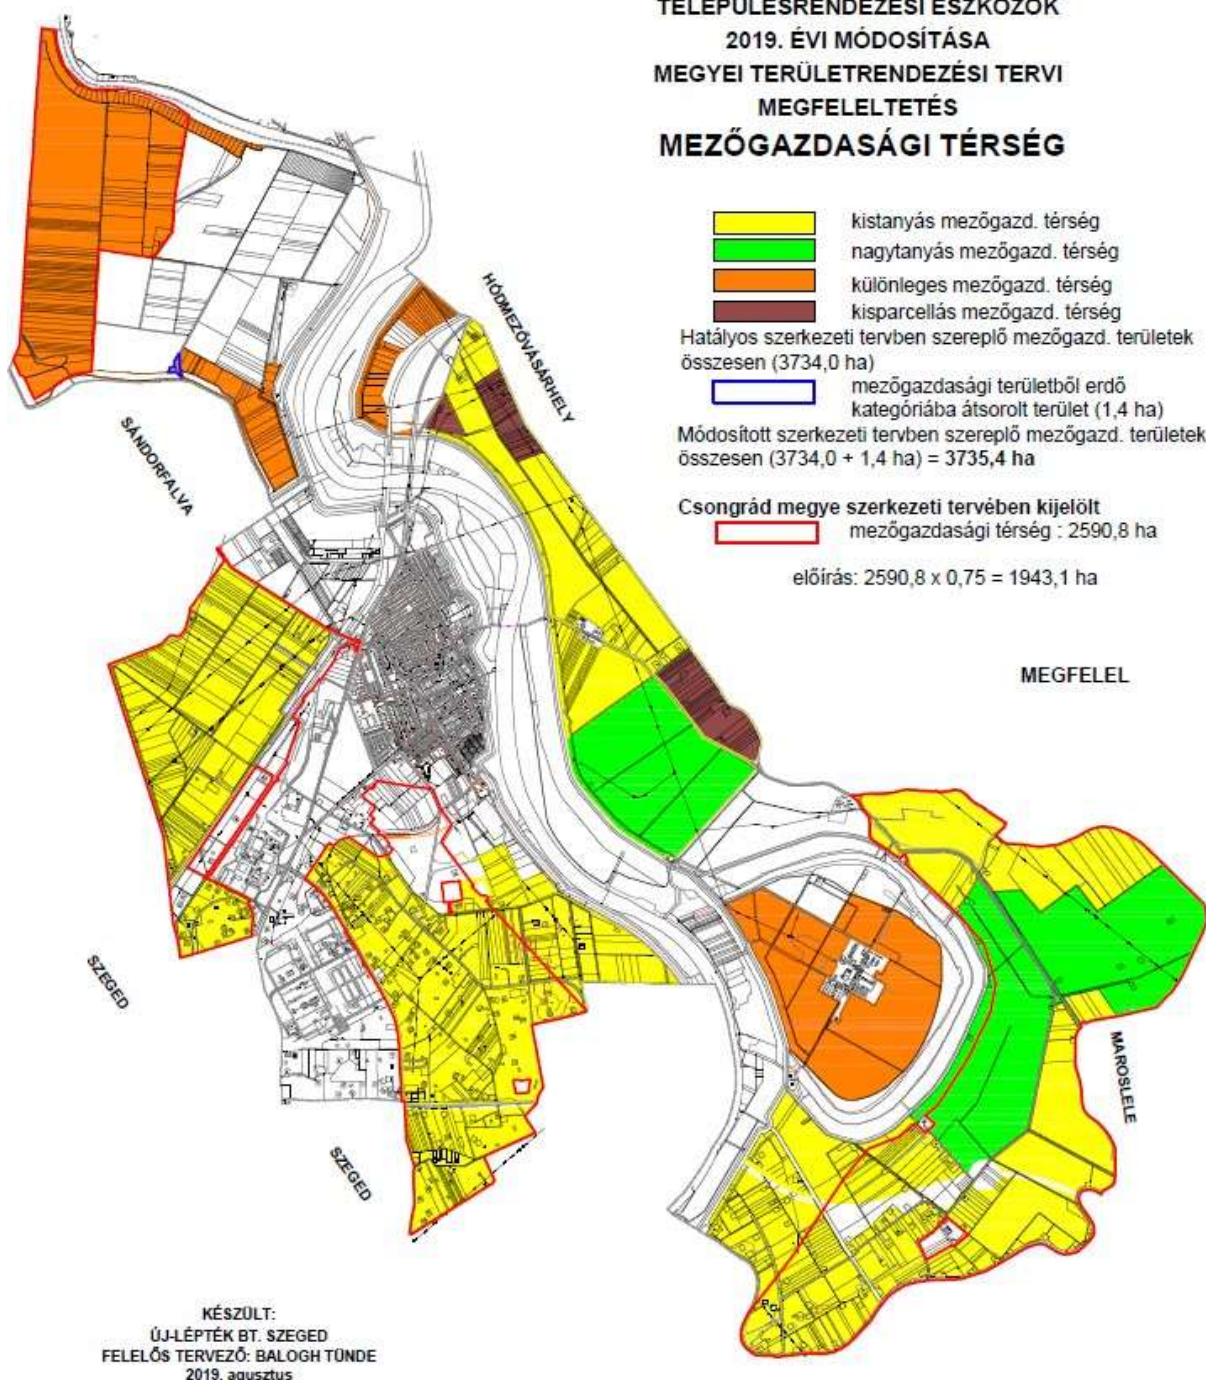 TELEPÜLÉSRENDEZÉSI ESZKÖZÖK
2019. ÉVI MÓDOSÍTÁSA
MEGYEI TERÜLETRENDEZÉSI TERVI
MEGFELELTETÉS
MEZŐGAZDASÁGI TÉRSÉG
kistanyás mezőgazd. térség
nagytanyás mezőgazd. térség
különleges mezőgazd. térség
kisparcellás mezőgazd. térség
Hatályos szerkezeti tervben szereplő mezőgazd. területek
összesen (3734,0 ha)
mezőgazdasági területből erdő
kategóriába átsorolt terület (1,4 ha)
Módosított szerkezeti tervben szereplő mezőgazd. területek
összesen (3734,0 + 1,4 ha) = 3735,4 ha
Csongrád megye szerkezeti tervében kijelölt
mezőgazdasági térség : 2590,8 ha
előírás: 2590,8 x 0,75 = 1943,1 ha
MEGFELEL
HÓDMEZŐVÁSÁRHELY
SÁNDORFALVA
SZEGED
SZEGED
MAROSLELE
KÉSZÜLT:
ÚJ-LÉPTÉK BT. SZEGED
FELELŐS TERVEZŐ: BALOGH TÜNDE
2019. agusztus